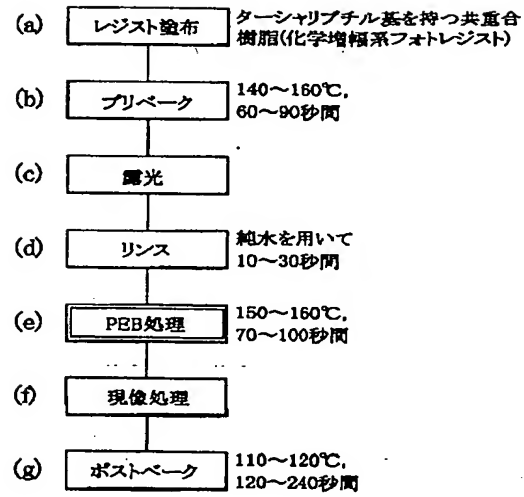 (a) レジスト塗布 ターシャリブチル基を持つ共重合
樹脂(化学増幅系フォトレジスト)
(b) プリベーク 140～160℃,
60～90秒間
(c) 露光
(d) リンス 純水を用いて
10～30秒間
(e) PEB処理 150～160℃,
70～100秒間
(f) 現像処理
(g) ポストベーク 110～120℃,
120～240秒間